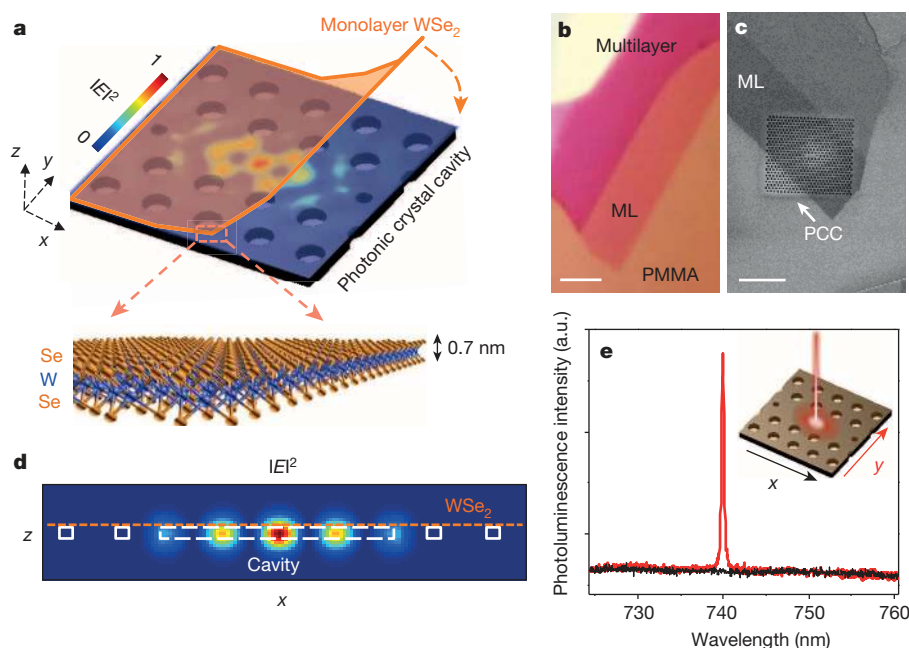 a
Monolayer WSe₂
|E|²
0
1
z
y
x
Photonic crystal cavity
Se
W
Se
0.7 nm
b
Multilayer
ML
PMMA
c
ML
PCC
d
|E|²
WSe₂
z
Cavity
x
e
Photoluminescence intensity (a.u.)
x
y
730
740
750
760
Wavelength (nm)